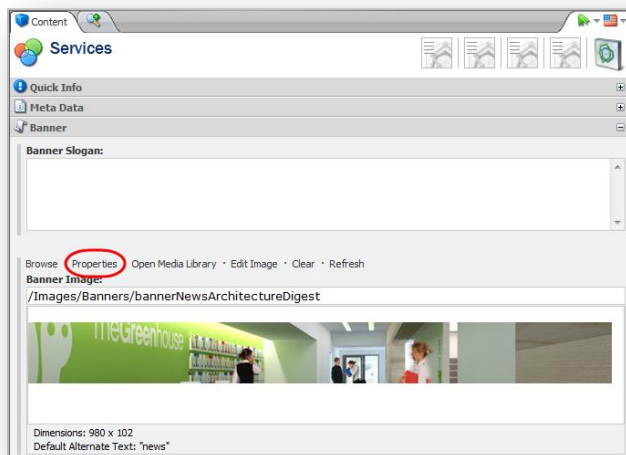 Content
Services
Quick Info
Meta Data
Banner
Banner Slogan:
Browse Properties Open Media Library · Edit Image · Clear · Refresh
Banner Image:
/Images/Banners/bannerNewsArchitectureDigest
TheGreenhouse
Dimensions: 980 x 102
Default Alternate Text: "news"